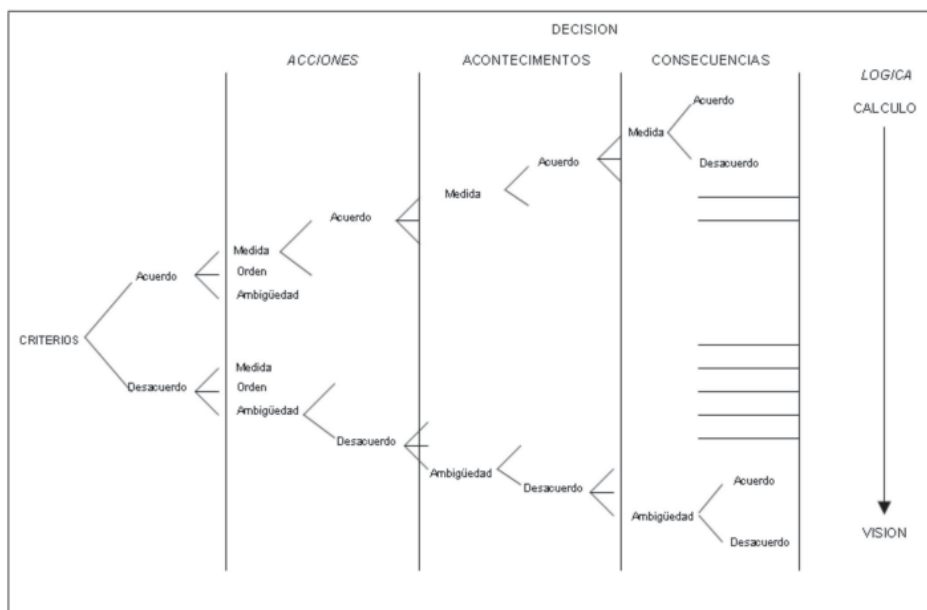 DECISION
ACCIONES
ACONTECIMENTOS
CONSECUENCIAS
LOGICA
CALCULO
Acuerdo
Medida
Desacuerdo
Acuerdo
Medida
Acuerdo
Medida
Acuerdo
Orden
Ambigüedad
CRITERIOS
Medida
Desacuerdo
Orden
Ambigüedad
Desacuerdo
Ambigüedad
Desacuerdo
Acuerdo
Ambigüedad
Desacuerdo
VISION